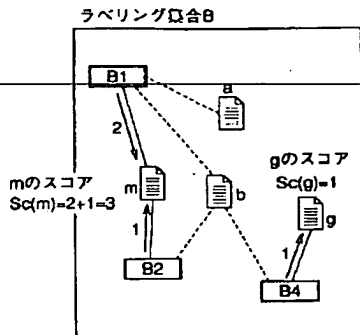 ラベリング集合B
B1
a
2
mのスコア
Sc(m)=2+1=3
m
b
gのスコア
Sc(g)=1
g
1
1
B2
B4